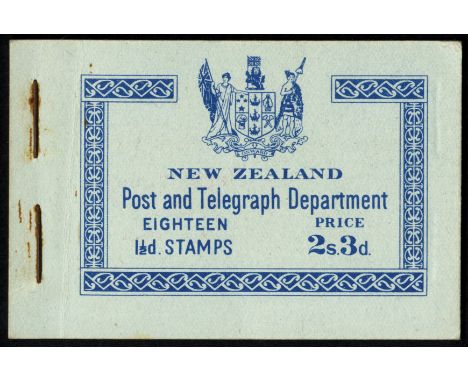 NEW ZEALAND
Post and Telegraph Department
EIGHTEEN PRICE
1½d. STAMPS 2s.3d.